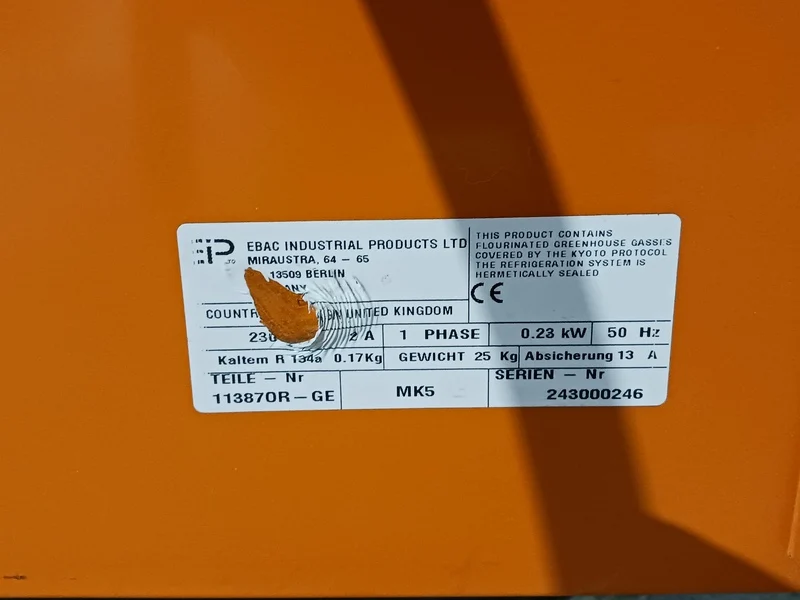 EIP LTD
EBAC INDUSTRIAL PRODUCTS LTD
MIRAUSTRA, 64 – 65
13509 BERLIN
THIS PRODUCT CONTAINS
FLOURINATED GREENHOUSE GASSES
COVERED BY THE KYOTO PROTOCOL
THE REFRIGERATION SYSTEM IS
HERMETICALLY SEALED
CE
UNITED KINGDOM
2 A
1 PHASE
0.23 kW
50 Hz
Kaltem R 134a 0.17Kg
GEWICHT 25 Kg
Absicherung 13 A
TEILE – Nr
113870R – GE
MK5
SERIEN – Nr
243000246